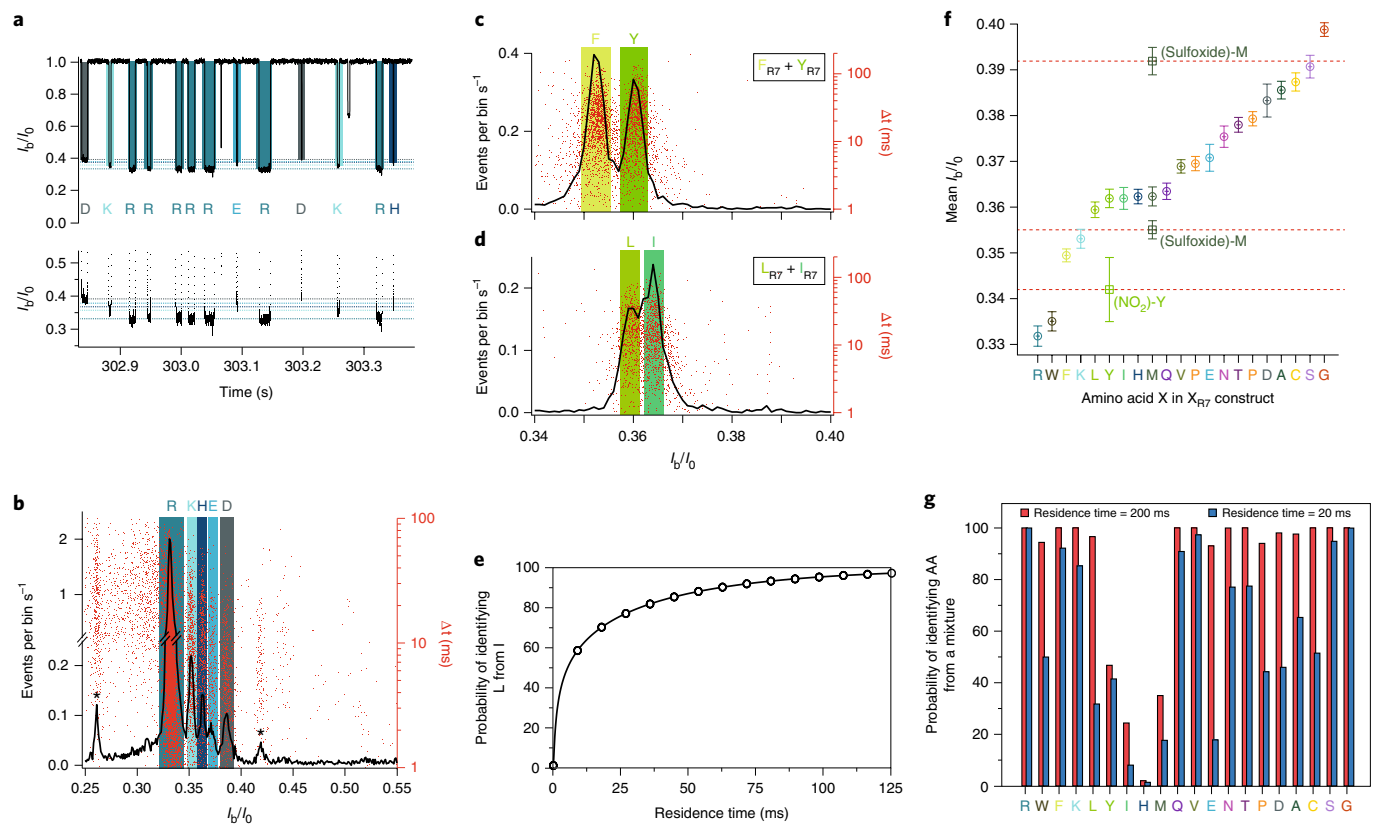 a
I_b/I_0
1.0
0.8
0.6
0.4
0.2
0.0
D K R R R R R E R D K R H
I_b/I_0
0.5
0.4
0.3
302.9 303.0 303.1 303.2 303.3
Time (s)
b
R K H E D
Events per bin s⁻¹
2
1
0.2
0.1
0.0
*
*
100
10
1
Δt (ms)
0.25 0.30 0.35 0.40 0.45 0.50 0.55
I_b/I_0
c
F Y
F_R7 + Y_R7
Events per bin s⁻¹
0.4
0.2
0.0
100
10
1
Δt (ms)
d
L I
L_R7 + I_R7
Events per bin s⁻¹
0.2
0.1
0.0
100
10
1
Δt (ms)
0.34 0.36 0.38 0.40
I_b/I_0
e
Probability of identifying
L from I
100
80
60
40
20
0
0 25 50 75 100 125
Residence time (ms)
f
Mean I_b/I_0
0.40
0.39
0.38
0.37
0.36
0.35
0.34
0.33
(Sulfoxide)-M
(Sulfoxide)-M
(NO₂)-Y
R W F K L Y I H M Q V P E N T P D A C S G
Amino acid X in X_R7 construct
g
Residence time = 200 ms Residence time = 20 ms
Probability of identifying AA
from a mixture
100
80
60
40
20
0
R W F K L Y I H M Q V E N T P D A C S G